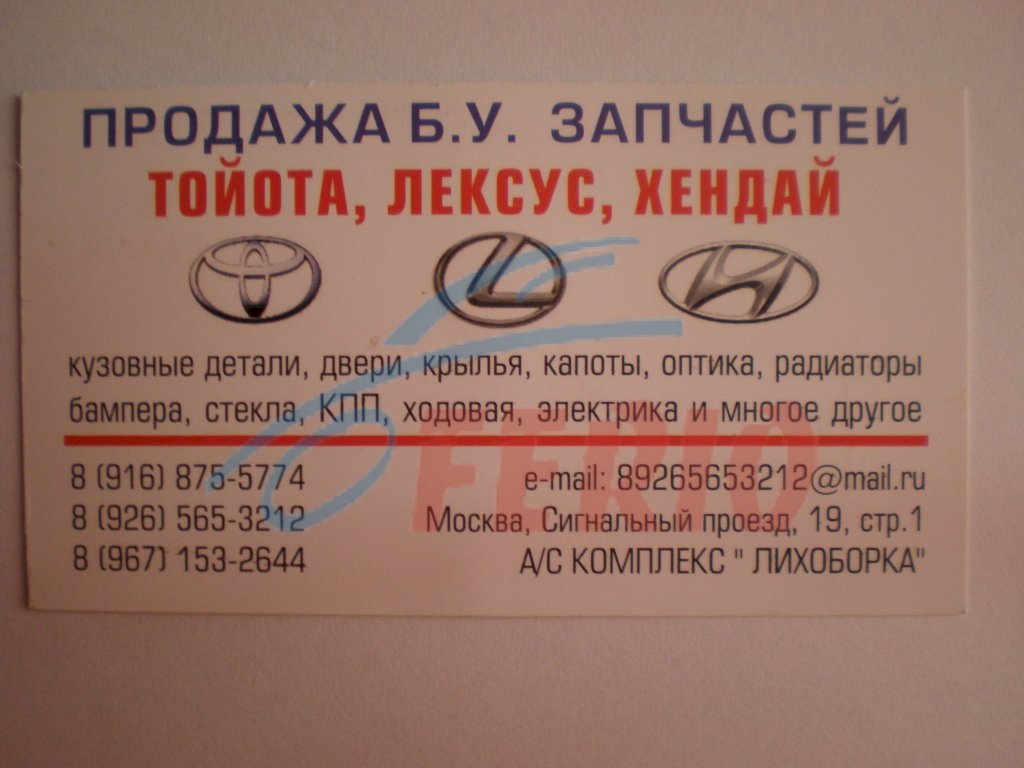 ПРОДАЖА Б.У. ЗАПЧАСТЕЙ
ТОЙОТА, ЛЕКСУС, ХЕНДАЙ
кузовные детали, двери, крылья, капоты, оптика, радиаторы
бампера, стекла, КПП, ходовая, электрика и многое другое
FERIO
8 (916) 875-5774 e-mail: 89265653212@mail.ru
8 (926) 565-3212 Москва, Сигнальный проезд, 19, стр.1
8 (967) 153-2644 А/С КОМПЛЕКС " ЛИХОБОРКА"